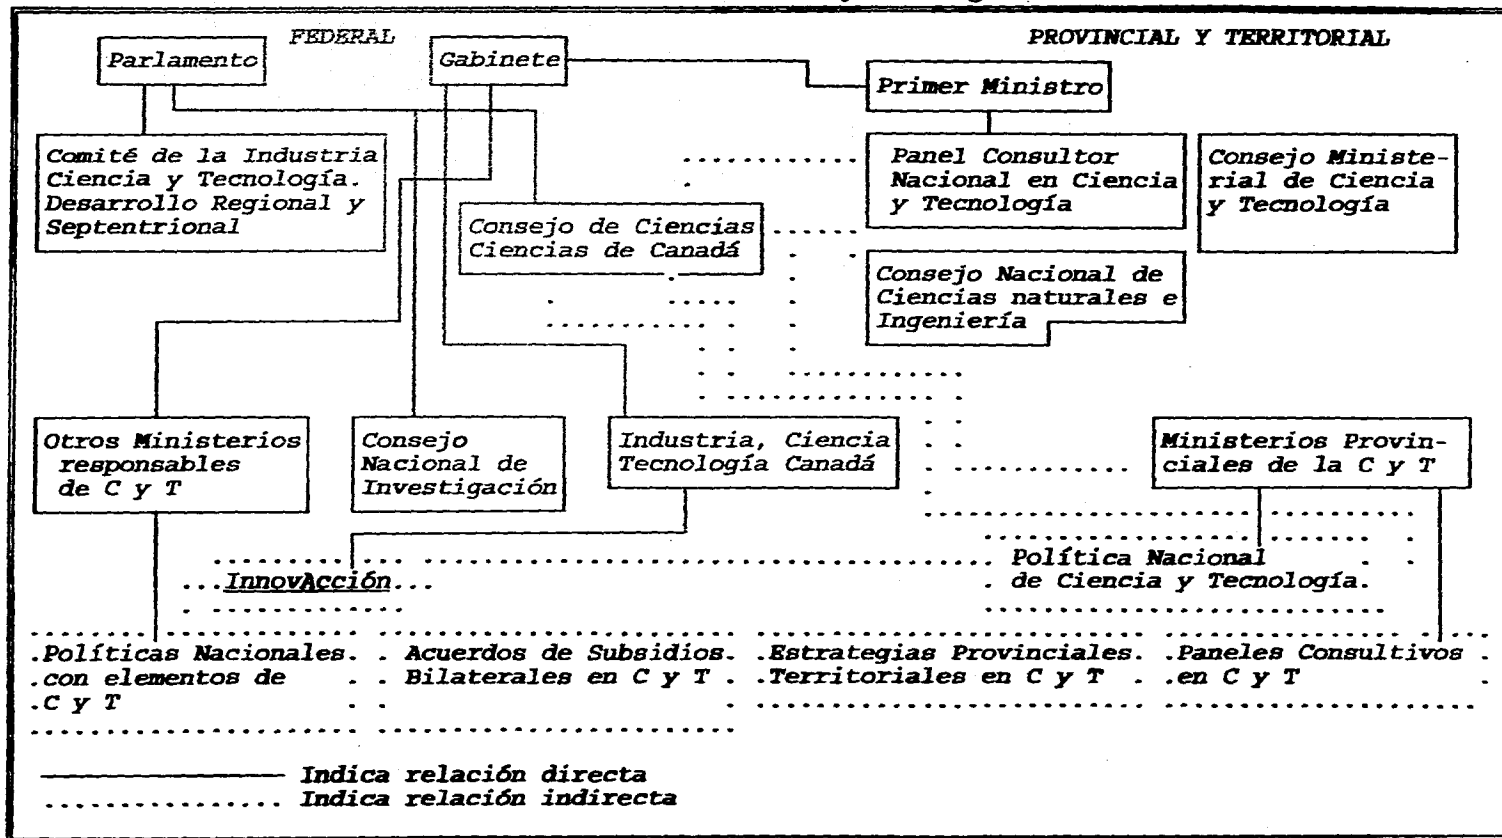 FEDERAL
PROVINCIAL Y TERRITORIAL
Parlamento
Gabinete
Primer Ministro
Comité de la Industria
Ciencia y Tecnología.
Desarrollo Regional y
Septentrional
Panel Consultor
Nacional en Ciencia
y Tecnología
Consejo Ministe-
rial de Ciencia
y Tecnología
Consejo de Ciencias
Ciencias de Canadá
Consejo Nacional de
Ciencias naturales e
Ingeniería
Otros Ministerios
responsables
de C y T
Consejo
Nacional de
Investigación
Industria, Ciencia
Tecnología Canadá
Ministerios Provin-
ciales de la C y T
InnovAcción
Política Nacional
de Ciencia y Tecnología.
Políticas Nacionales
con elementos de
C y T
Acuerdos de Subsidios
Bilaterales en C y T
Estrategias Provinciales
Territoriales en C y T
Paneles Consultivos
en C y T
Indica relación directa
Indica relación indirecta